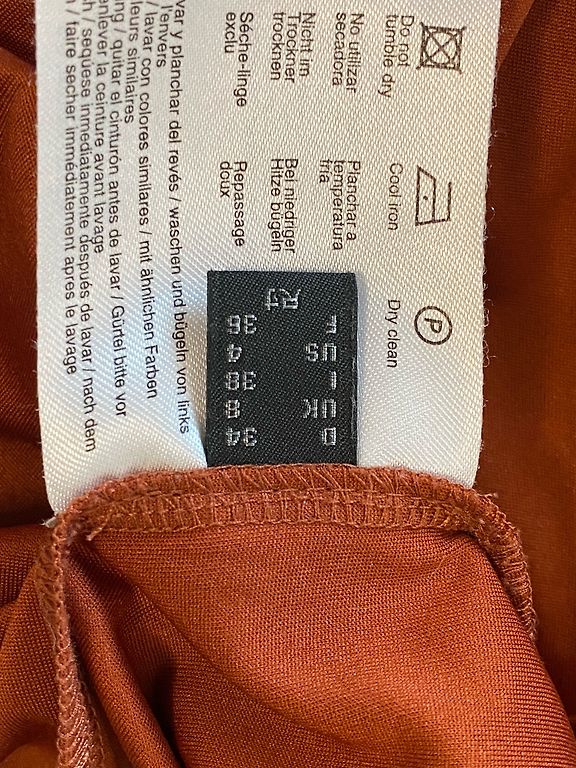 Do not
tumble dry
No utilizar
secadora
Nicht im
Trockner
trocknen
Sèche-linge
exclu
Cool iron
Planchar a
temperatura
fría
Bei niedriger
Hitze bügeln
Repassage
doux
P
Dry clean
y planchar del revés / waschen und bügeln von links
l'envers
/ lavar con colores similares / mit ähnlichen Farben
similaires
/ quitar el cinturón antes de lavar / Gürtel bitte vor
enlever la ceinture avant lavage
/ seqúese inmediatamente después de lavar / nach dem
/ faire sécher immédiatement après le lavage
D 34
UK 8
I 38
US 4
F 36
尺寸